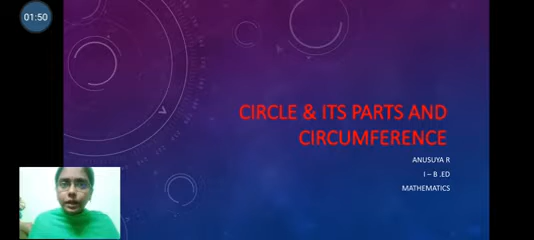 01:50
CIRCLE & ITS PARTS AND
CIRCUMFERENCE
ANUSUYA R
I – B .ED
MATHEMATICS